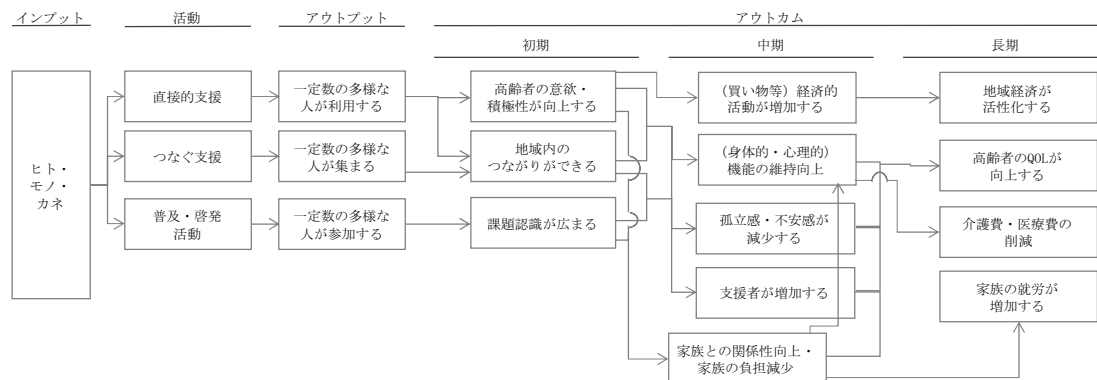 インプット
活動
アウトプット
アウトカム
初期
中期
長期
ヒト・
モノ・
カネ
直接的支援
つなぐ支援
普及・啓発
活動
一定数の多様な
人が利用する
一定数の多様な
人が集まる
一定数の多様な
人が参加する
高齢者の意欲・
積極性が向上する
地域内の
つながりができる
課題認識が広まる
(買い物等) 経済的
活動が増加する
(身体的・心理的)
機能の維持向上
孤立感・不安感が
減少する
支援者が増加する
家族との関係性向上・
家族の負担減少
地域経済が
活性化する
高齢者のQOLが
向上する
介護費・医療費の
削減
家族の就労が
増加する